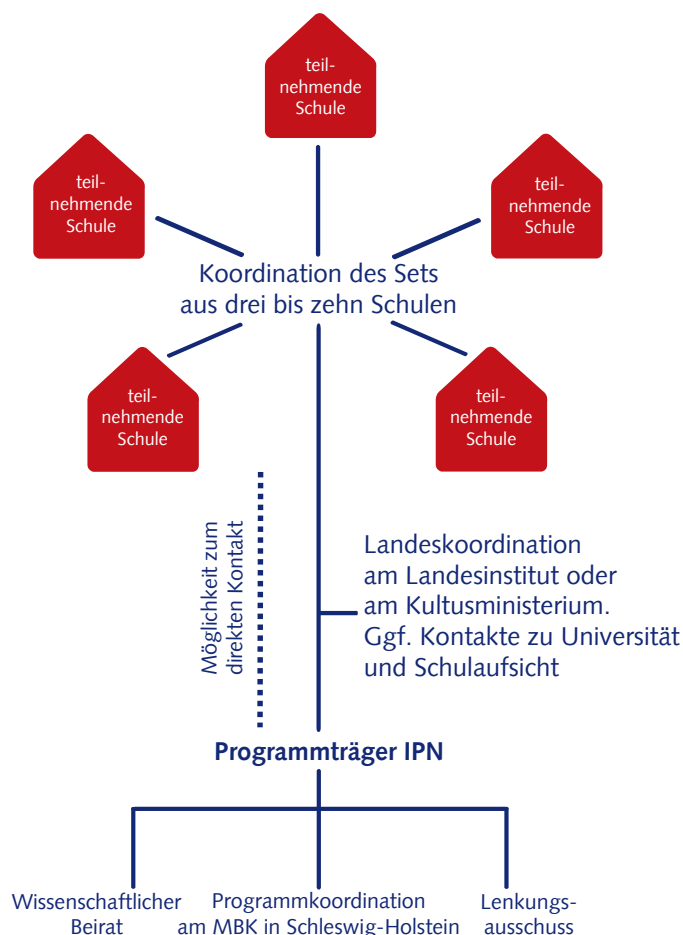 teil-
nehmende
Schule
teil-
nehmende
Schule
teil-
nehmende
Schule
Koordination des Sets
aus drei bis zehn Schulen
teil-
nehmende
Schule
teil-
nehmende
Schule
Möglichkeit zum
direkten Kontakt
Landeskoordination
am Landesinstitut oder
am Kultusministerium.
Ggf. Kontakte zu Universität
und Schulaufsicht
Programmträger IPN
Wissenschaftlicher
Beirat
Programmkoordination
am MBK in Schleswig-Holstein
Lenkungs-
ausschuss